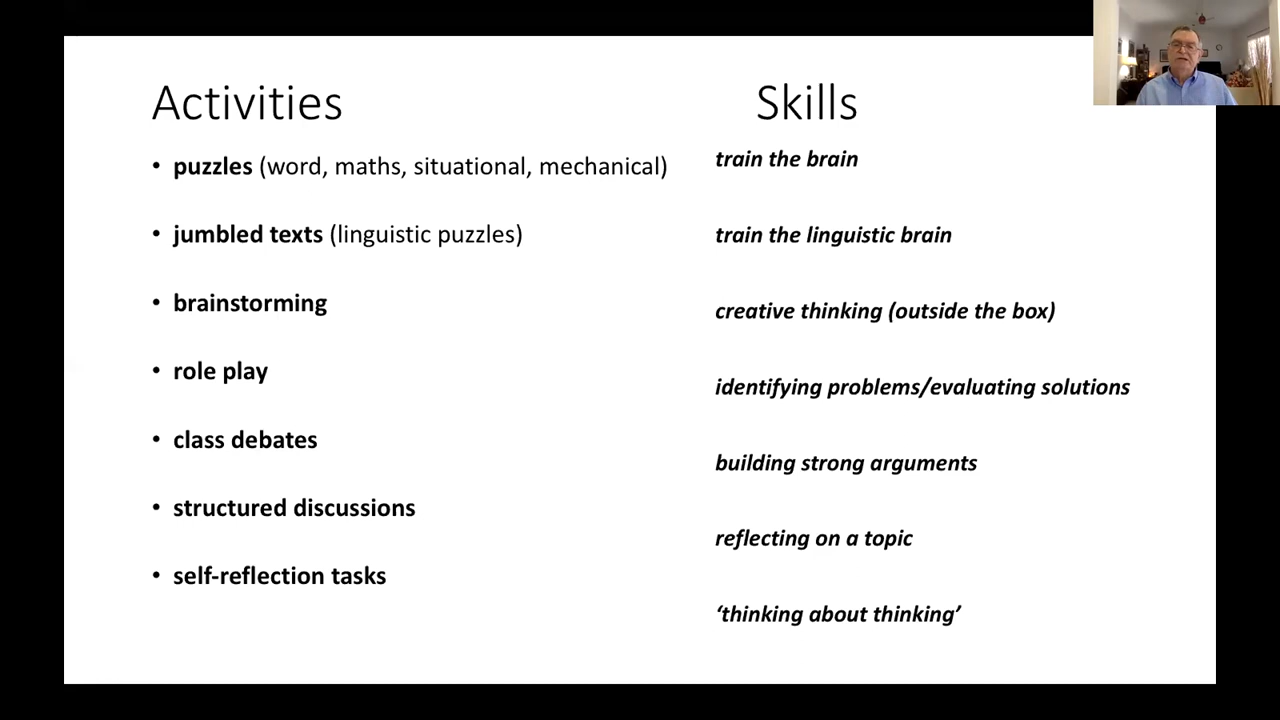 Activities
• puzzles (word, maths, situational, mechanical)
• jumbled texts (linguistic puzzles)
• brainstorming
• role play
• class debates
• structured discussions
• self-reflection tasks
Skills
train the brain
train the linguistic brain
creative thinking (outside the box)
identifying problems/evaluating solutions
building strong arguments
reflecting on a topic
‘thinking about thinking’